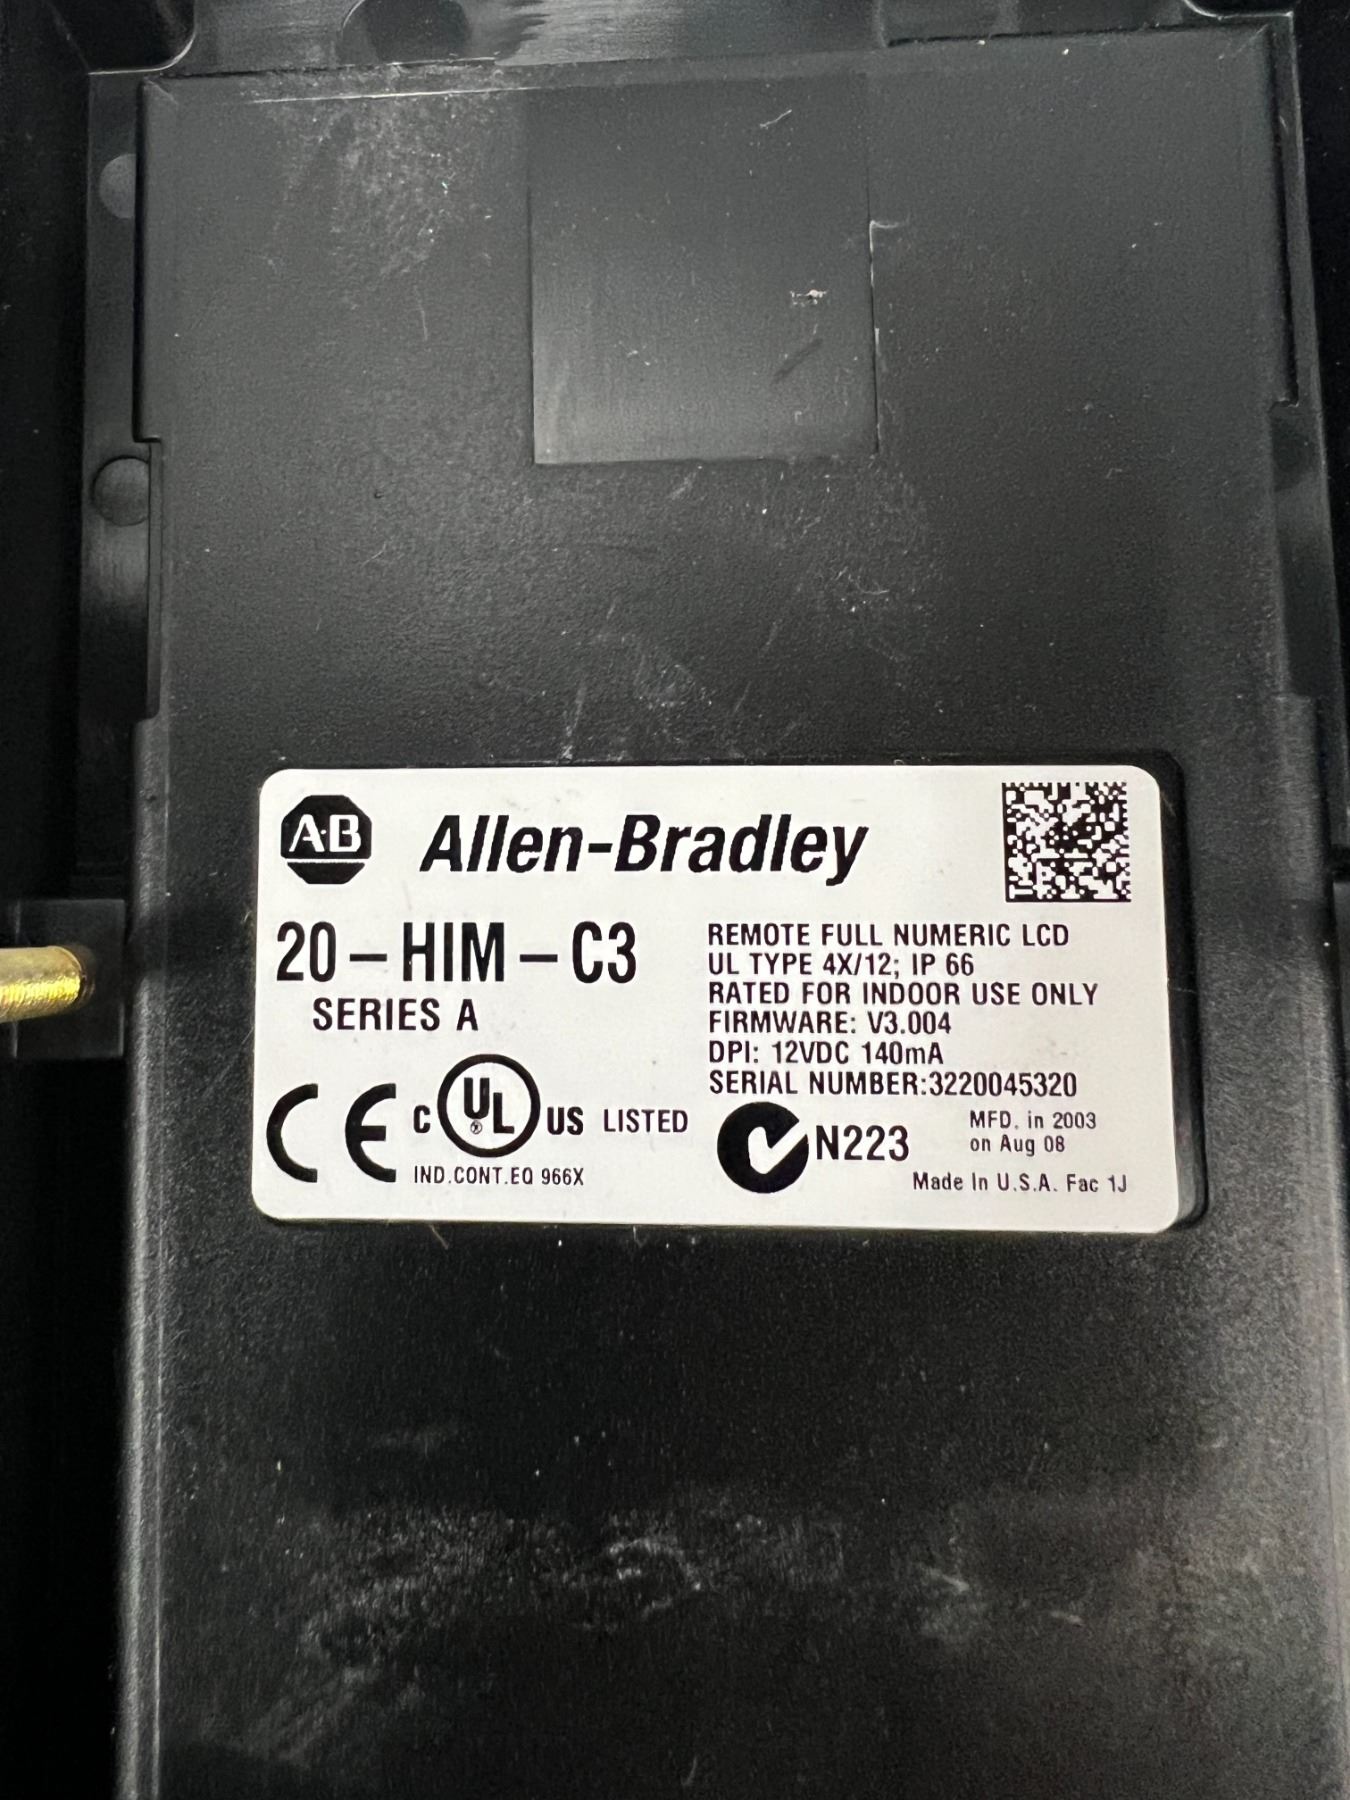 A·B Allen-Bradley
20-HIM-C3
SERIES A
REMOTE FULL NUMERIC LCD
UL TYPE 4X/12; IP 66
RATED FOR INDOOR USE ONLY
FIRMWARE: V3.004
DPI: 12VDC 140mA
SERIAL NUMBER:3220045320
CE C UL ® US LISTED
IND.CONT.EQ 966X
N223
MFD. in 2003
on Aug 08
Made In U.S.A. Fac 1J